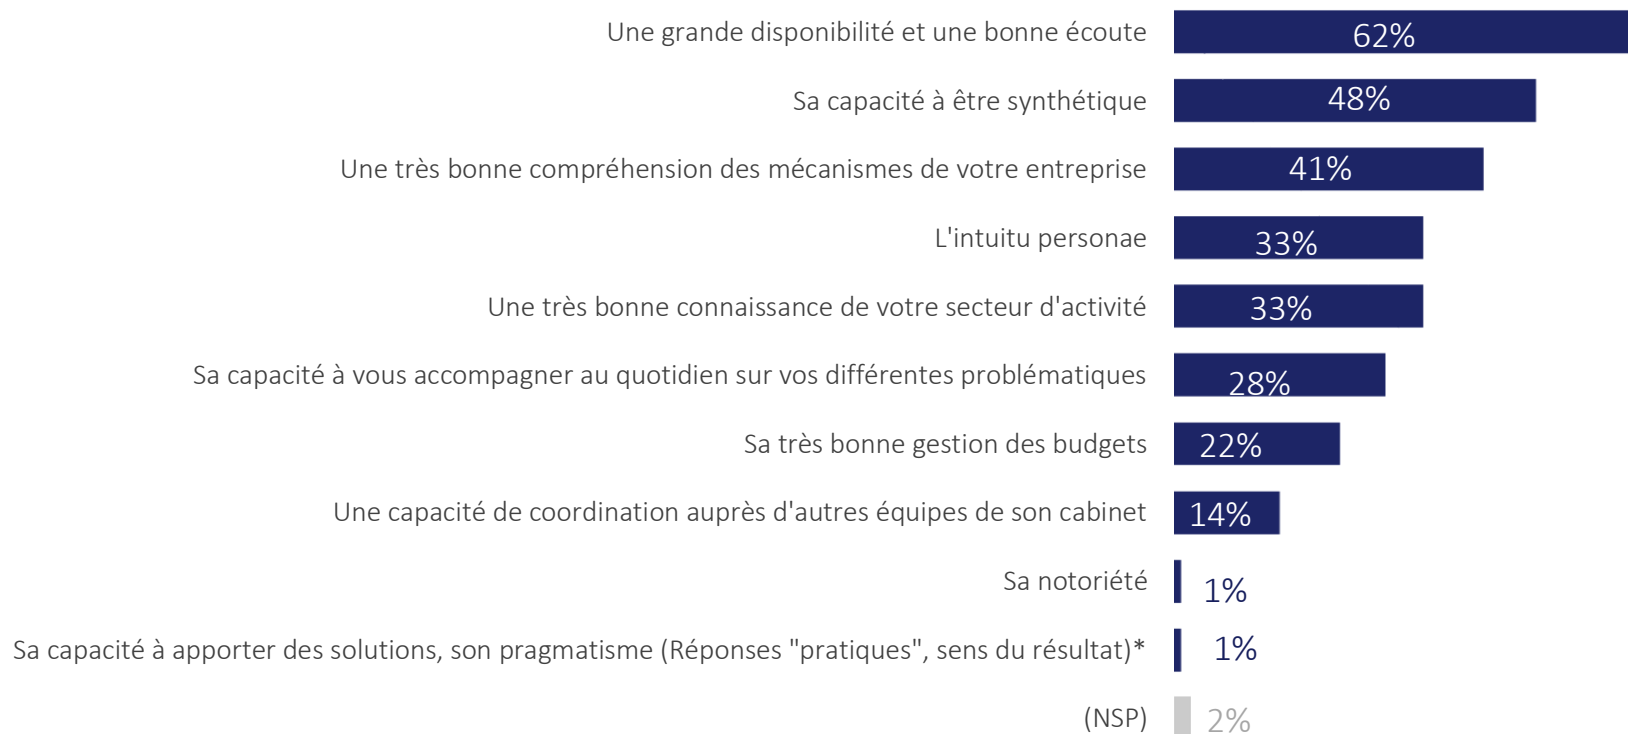 Une grande disponibilité et une bonne écoute 62%
Sa capacité à être synthétique 48%
Une très bonne compréhension des mécanismes de votre entreprise 41%
L'intuitu personae 33%
Une très bonne connaissance de votre secteur d'activité 33%
Sa capacité à vous accompagner au quotidien sur vos différentes problématiques 28%
Sa très bonne gestion des budgets 22%
Une capacité de coordination auprès d'autres équipes de son cabinet 14%
Sa notoriété 1%
Sa capacité à apporter des solutions, son pragmatisme (Réponses "pratiques", sens du résultat)* 1%
(NSP) 2%